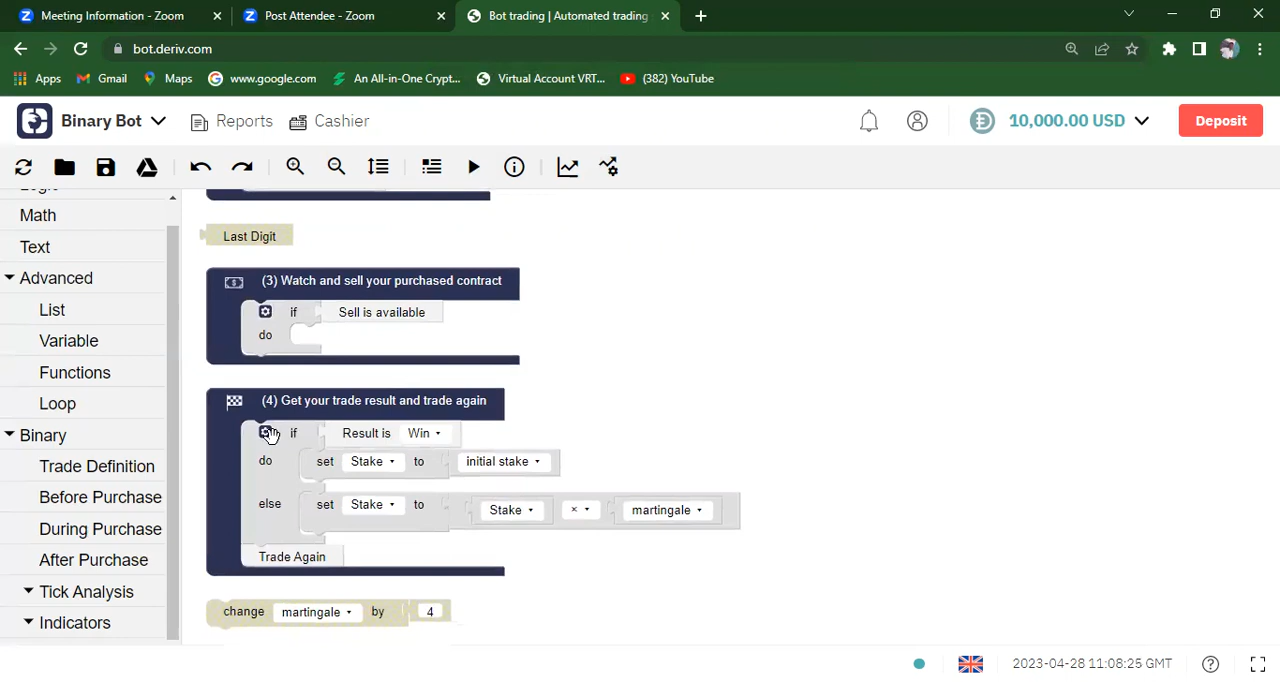 Meeting Information - Zoom
Post Attendee - Zoom
Bot trading | Automated trading
bot.deriv.com
Apps
Gmail
Maps
www.google.com
An All-in-One Crypt...
Virtual Account VRT...
(382) YouTube
Binary Bot
Reports
Cashier
10,000.00 USD
Deposit
Logic
Math
Text
Advanced
List
Variable
Functions
Loop
Binary
Trade Definition
Before Purchase
During Purchase
After Purchase
Tick Analysis
Indicators
Last Digit
(3) Watch and sell your purchased contract
if Sell is available
do
(4) Get your trade result and trade again
if Result is Win
do set Stake to initial stake
else set Stake to Stake × martingale
Trade Again
change martingale by 4
2023-04-28 11:08:25 GMT